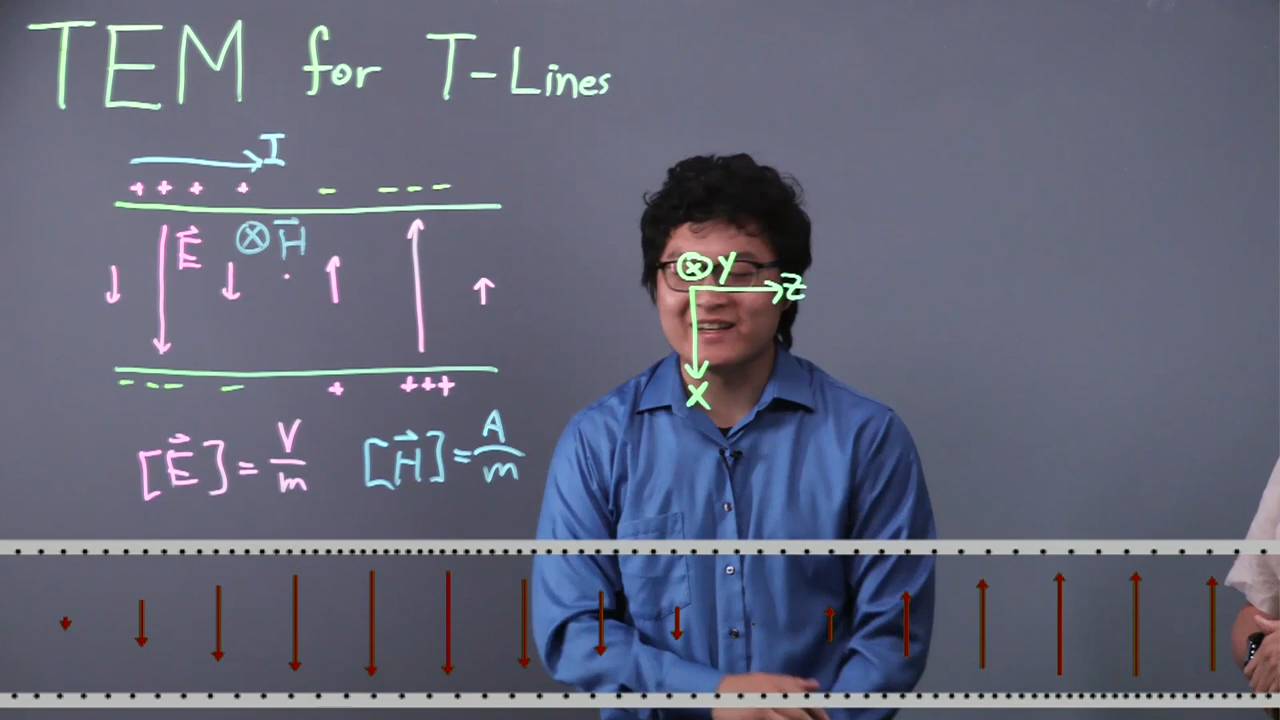 TEM for T-Lines
I
+ + + + - - - - -
E⃗ ⊗ H⃗
⊗ Y
Z
X
- - - - - + +++
[E⃗] = V/m [H⃗] = A/m